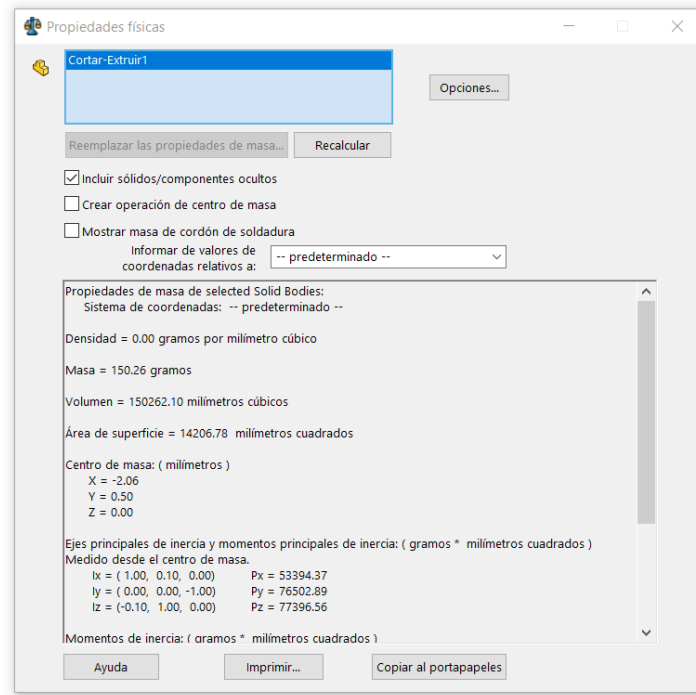 Propiedades físicas
Cortar-Extruir1
Opciones...
Reemplazar las propiedades de masa...
Recalcular
Incluir sólidos/componentes ocultos
Crear operación de centro de masa
Mostrar masa de cordón de soldadura
Informar de valores de
coordenadas relativos a:
-- predeterminado --
Propiedades de masa de selected Solid Bodies:
Sistema de coordenadas: -- predeterminado --
Densidad = 0.00 gramos por milímetro cúbico
Masa = 150.26 gramos
Volumen = 150262.10 milímetros cúbicos
Área de superficie = 14206.78 milímetros cuadrados
Centro de masa: ( milímetros )
X = -2.06
Y = 0.50
Z = 0.00
Ejes principales de inercia y momentos principales de inercia: ( gramos * milímetros cuadrados )
Medido desde el centro de masa.
Ix = ( 1.00, 0.10, 0.00) Px = 53394.37
Iy = ( 0.00, 0.00, -1.00) Py = 76502.89
Iz = (-0.10, 1.00, 0.00) Pz = 77396.56
Momentos de inercia: ( gramos * milímetros cuadrados )
Ayuda
Imprimir...
Copiar al portapapeles